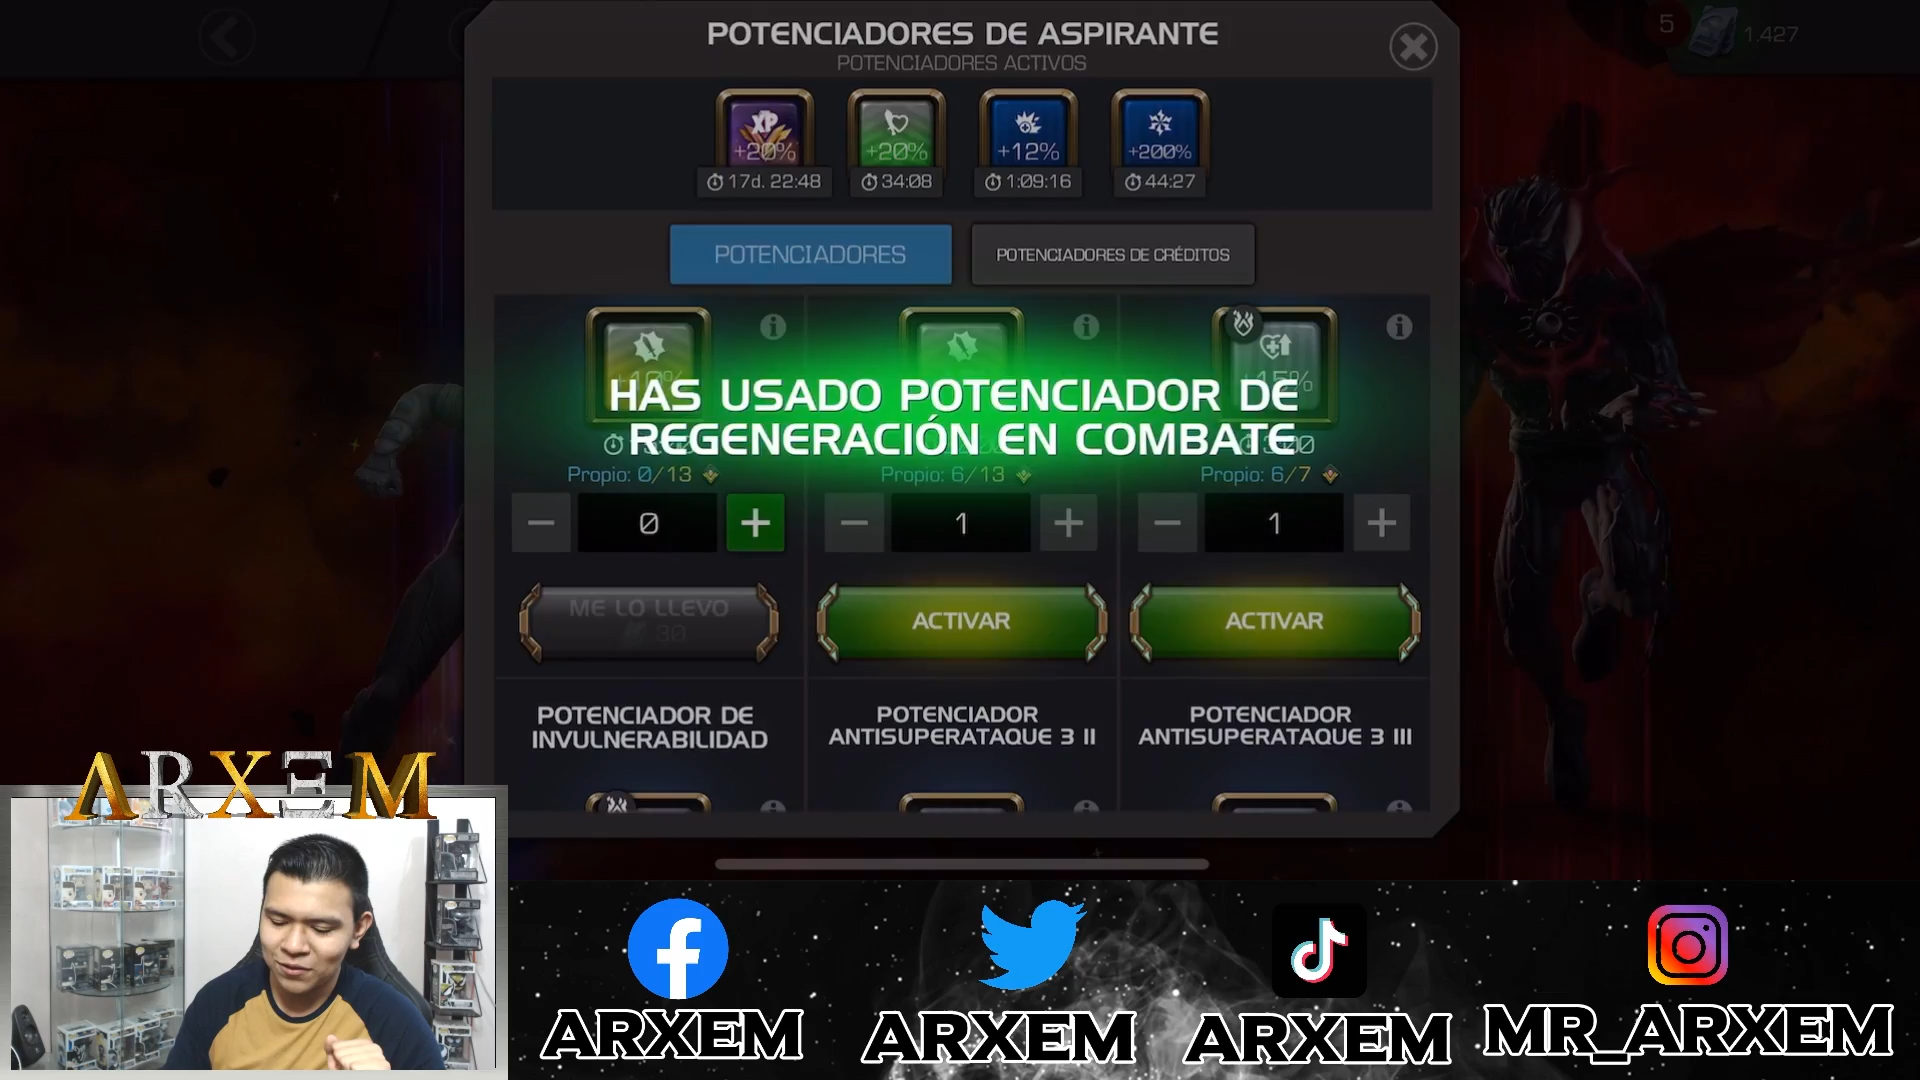 POTENCIADORES DE ASPIRANTE
POTENCIADORES ACTIVOS
5
1.427
XP
+20%
+20%
+12%
+200%
17d. 22:48
34:08
1:09:16
44:27
POTENCIADORES
POTENCIADORES DE CRÉDITOS
HAS USADO POTENCIADOR DE
REGENERACIÓN EN COMBATE
Propio: 0/13
Propio: 6/13
Propio: 6/7
0
1
1
ME LO LLEVO
30
ACTIVAR
ACTIVAR
POTENCIADOR DE
INVULNERABILIDAD
POTENCIADOR
ANTISUPERATAQUE 3 II
POTENCIADOR
ANTISUPERATAQUE 3 III
ARXEM
ARXEM
ARXEM
ARXEM
MR_ARXEM